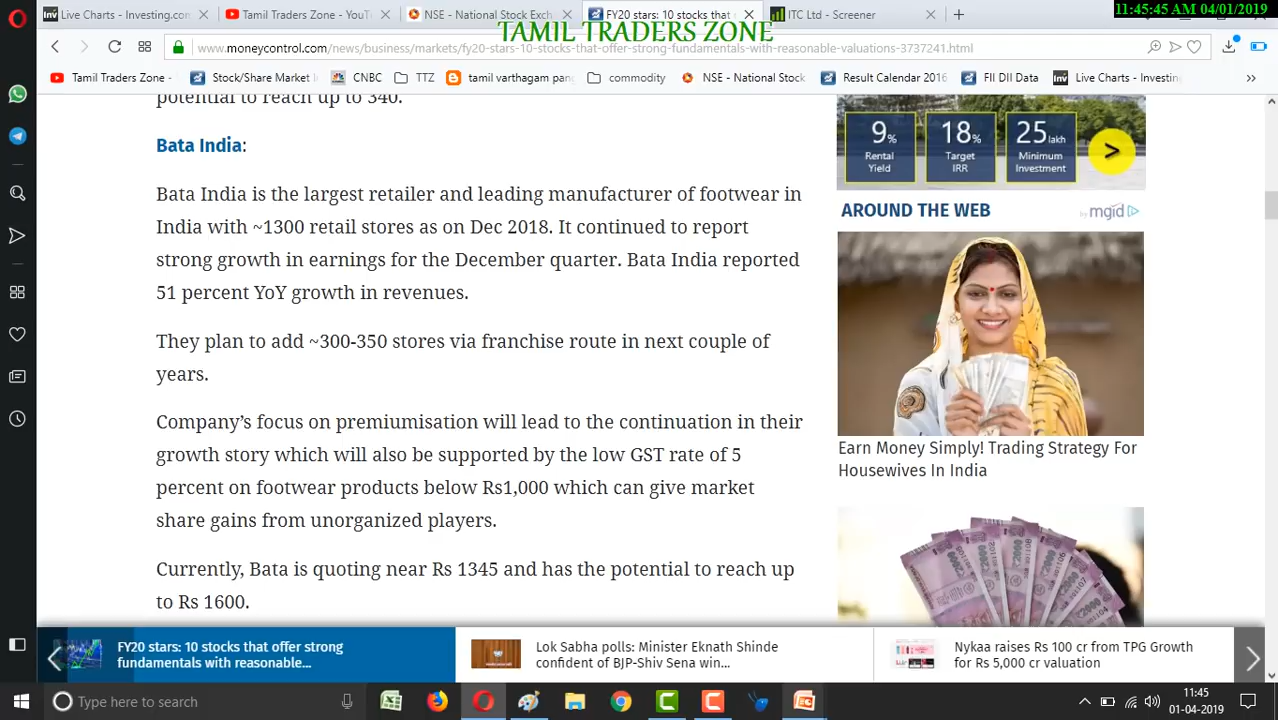 Live Charts - Investing.com
Tamil Traders Zone - YouT
NSE - National Stock Exch
FY20 stars: 10 stocks that
ITC Ltd - Screener
11:45:45 AM 04/01/2019
TAMIL TRADERS ZONE
www.moneycontrol.com/news/business/markets/fy20-stars-10-stocks-that-offer-strong-fundamentals-with-reasonable-valuations-3737241.html
Tamil Traders Zone -
Stock/Share Market I
CNBC
TTZ
tamil varthagam pan
commodity
NSE - National Stock
Result Calendar 2016
FII DII Data
Live Charts - Investin
potential to reach up to 340.
Bata India:
Bata India is the largest retailer and leading manufacturer of footwear in
India with ~1300 retail stores as on Dec 2018. It continued to report
strong growth in earnings for the December quarter. Bata India reported
51 percent YoY growth in revenues.
They plan to add ~300-350 stores via franchise route in next couple of
years.
Company’s focus on premiumisation will lead to the continuation in their
growth story which will also be supported by the low GST rate of 5
percent on footwear products below Rs1,000 which can give market
share gains from unorganized players.
Currently, Bata is quoting near Rs 1345 and has the potential to reach up
to Rs 1600.
9%
Rental
Yield
18%
Target
IRR
25 lakh
Minimum
Investment
>
AROUND THE WEB
by mgid
Earn Money Simply! Trading Strategy For
Housewives In India
FY20 stars: 10 stocks that offer strong
fundamentals with reasonable...
Lok Sabha polls: Minister Eknath Shinde
confident of BJP-Shiv Sena win...
Nykaa raises Rs 100 cr from TPG Growth
for Rs 5,000 cr valuation
Type here to search
11:45
01-04-2019